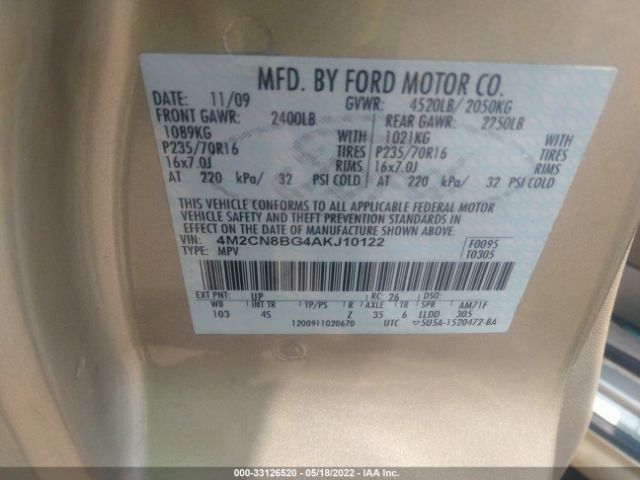 MFD. BY FORD MOTOR CO.
DATE: 11/09 GVWR: 4520LB/ 2050KG
FRONT GAWR: 2400LB REAR GAWR: 2250LB
1089KG WITH 1021KG WITH
P235/70R16 TIRES P235/70R16 TIRES
16x7.0J RIMS 16x7.0J RIMS
AT 220 kPa/ 32 PSI COLD AT 220 kPa/ 32 PSI COLD
THIS VEHICLE CONFORMS TO ALL APPLICABLE FEDERAL MOTOR
VEHICLE SAFETY AND THEFT PREVENTION STANDARDS IN
EFFECT ON THE DATE OF MANUFACTURE SHOWN ABOVE.
VIN: 4M2CN8BG4AKJ10122 F0095
TYPE: MPV T0305
EXT PNT: UP RC: 26 DSO:
WB INT TR TP/PS R AXLE TR SPR AM71F
103 45 Z 35 6 LLDD 305
1200911020670 UTC ▽5U5A-1520472-BA
000-33126520 - 05/18/2022 - IAA Inc.